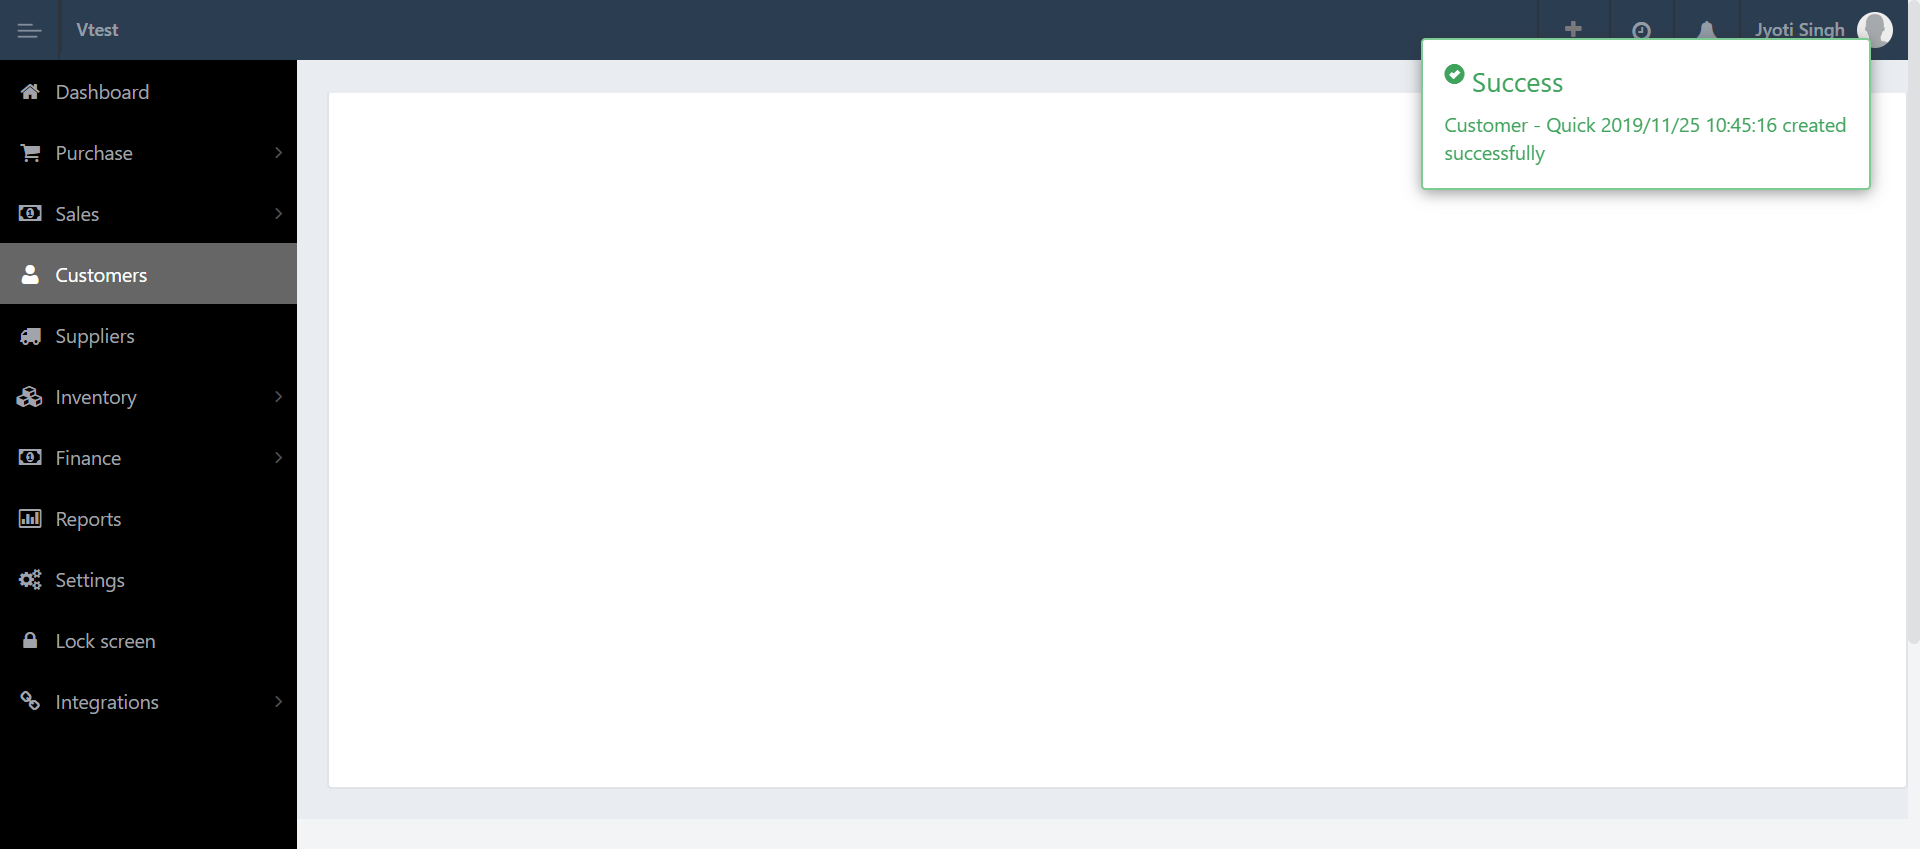 Vtest
Jyoti Singh
Success
Customer - Quick 2019/11/25 10:45:16 created
successfully
Dashboard
Purchase
Sales
Customers
Suppliers
Inventory
Finance
Reports
Settings
Lock screen
Integrations